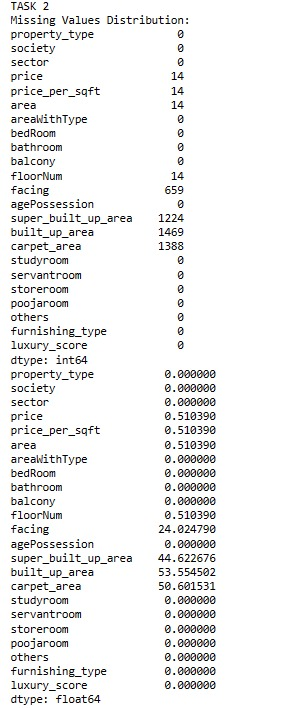 TASK 2
Missing Values Distribution:
property_type 0
society 0
sector 0
price 14
price_per_sqft 14
area 14
areaWithType 0
bedRoom 0
bathroom 0
balcony 0
floorNum 14
facing 659
agePossession 0
super_built_up_area 1224
built_up_area 1469
carpet_area 1388
studyroom 0
servantroom 0
storeroom 0
poojaroom 0
others 0
furnishing_type 0
luxury_score 0
dtype: int64
property_type 0.000000
society 0.000000
sector 0.000000
price 0.510390
price_per_sqft 0.510390
area 0.510390
areaWithType 0.000000
bedRoom 0.000000
bathroom 0.000000
balcony 0.000000
floorNum 0.510390
facing 24.024790
agePossession 0.000000
super_built_up_area 44.622676
built_up_area 53.554502
carpet_area 50.601531
studyroom 0.000000
servantroom 0.000000
storeroom 0.000000
poojaroom 0.000000
others 0.000000
furnishing_type 0.000000
luxury_score 0.000000
dtype: float64